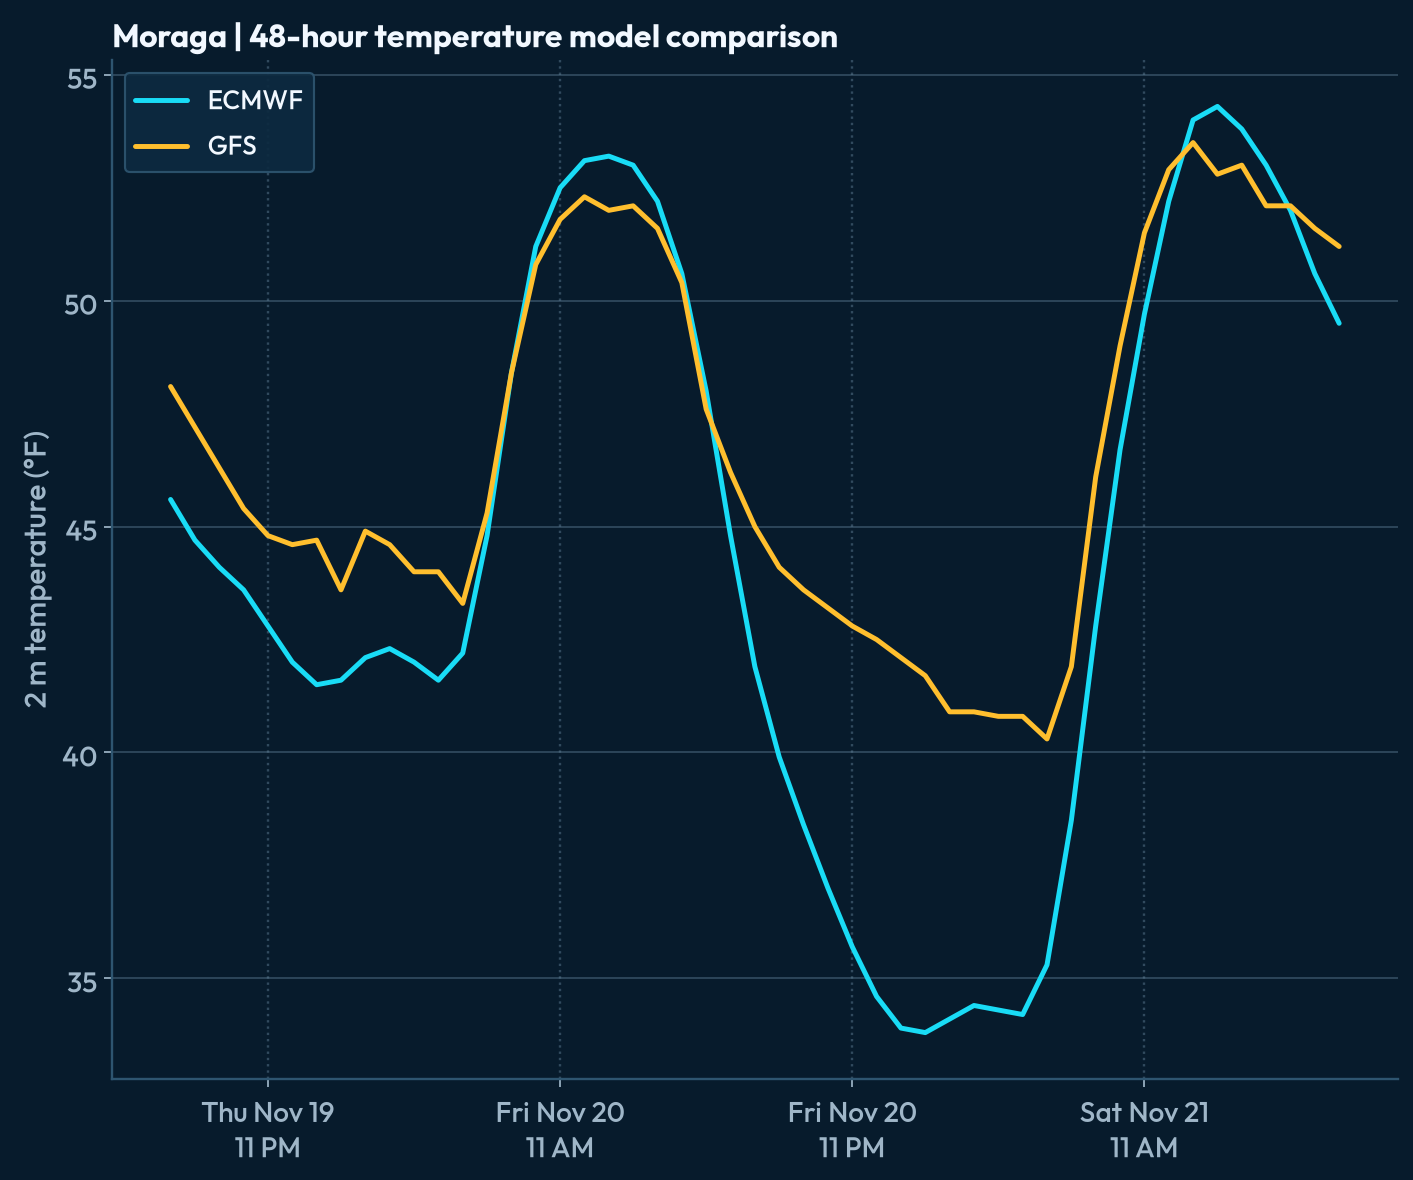 Moraga | 48-hour temperature model comparison
55
ECMWF
GFS
50
45
40
35
2 m temperature (°F)
Thu Nov 19
11 PM
Fri Nov 20
11 AM
Fri Nov 20
11 PM
Sat Nov 21
11 AM